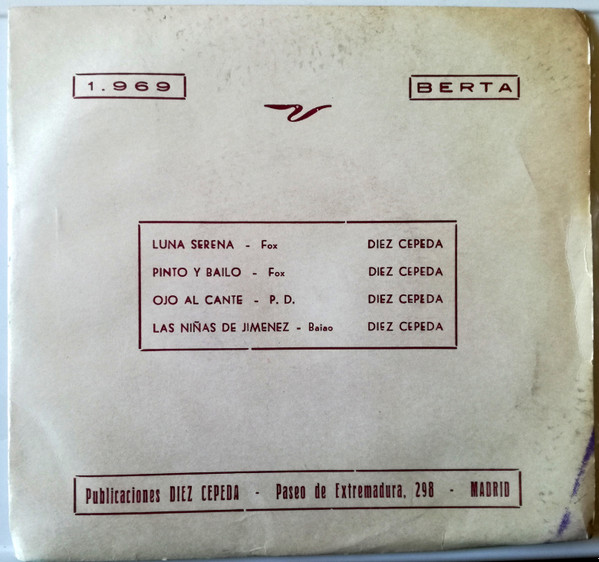 1.969 BERTA
LUNA SERENA - Fox DIEZ CEPEDA
PINTO Y BAILO - Fox DIEZ CEPEDA
OJO AL CANTE - P. D. DIEZ CEPEDA
LAS NIÑAS DE JIMENEZ - Baiao DIEZ CEPEDA
Publicaciones DIEZ CEPEDA - Paseo de Extremadura, 298 - MADRID